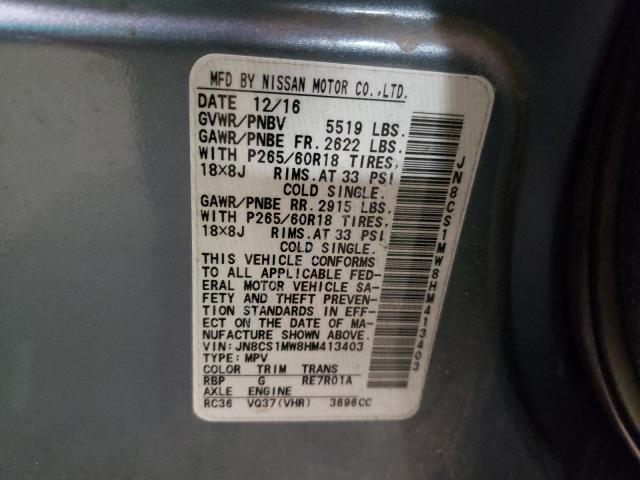 MFD BY NISSAN MOTOR CO.,LTD.
DATE 12/16
GVWR/PNBV 5519 LBS.
GAWR/PNBE FR. 2622 LBS.
WITH P265/60R18 TIRES,
18×8J RIMS.AT 33 PSI
COLD SINGLE.
GAWR/PNBE RR. 2915 LBS.
WITH P265/60R18 TIRES,
18×8J RIMS.AT 33 PSI
COLD SINGLE.
THIS VEHICLE CONFORMS
TO ALL APPLICABLE FED-
ERAL MOTOR VEHICLE SA-
FETY AND THEFT PREVEN-
TION STANDARDS IN EFF-
ECT ON THE DATE OF MA-
NUFACTURE SHOWN ABOVE.
VIN: JN8CS1MW8HM413403
TYPE: MPV
COLOR TRIM TRANS
RBP G RE7R01A
AXLE ENGINE
RC36 VQ37(VHR) 3696CC
JN8CS1MW8HM413403